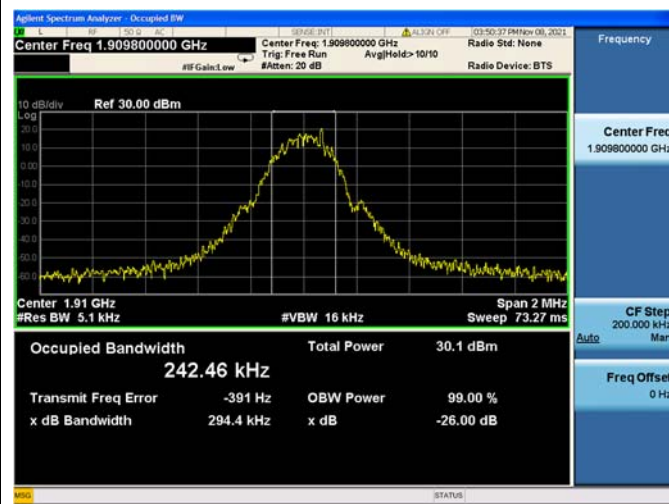 Agilent Spectrum Analyzer - Occupied BW
L RF 50 Ω AC SENSE:INT ALIGN OFF 03:50:37 PM Nov 08, 2021
Center Freq 1.909800000 GHz
Center Freq: 1.909800000 GHz Radio Std: None
Trig: Free Run Avg|Hold:> 10/10
#IFGain:Low #Atten: 20 dB Radio Device: BTS
Frequency
10 dB/div Ref 30.00 dBm
Log
20.0
10.0
0.00
-10.0
-20.0
-30.0
-40.0
-50.0
-60.0
Center Freq
1.909800000 GHz
Center 1.91 GHz Span 2 MHz
#Res BW 5.1 kHz #VBW 16 kHz Sweep 73.27 ms
CF Step
200.000 kHz
Auto Man
Occupied Bandwidth Total Power 30.1 dBm
242.46 kHz
Transmit Freq Error -391 Hz OBW Power 99.00 %
x dB Bandwidth 294.4 kHz x dB -26.00 dB
Freq Offset
0 Hz
MSG STATUS